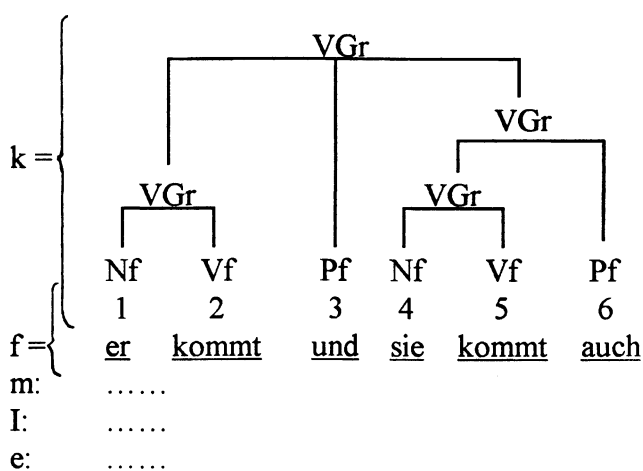 VGr
VGr
k =
VGr VGr
Nf Vf Pf Nf Vf Pf
1 2 3 4 5 6
f = er kommt und sie kommt auch
m: ......
I: ......
e: ......